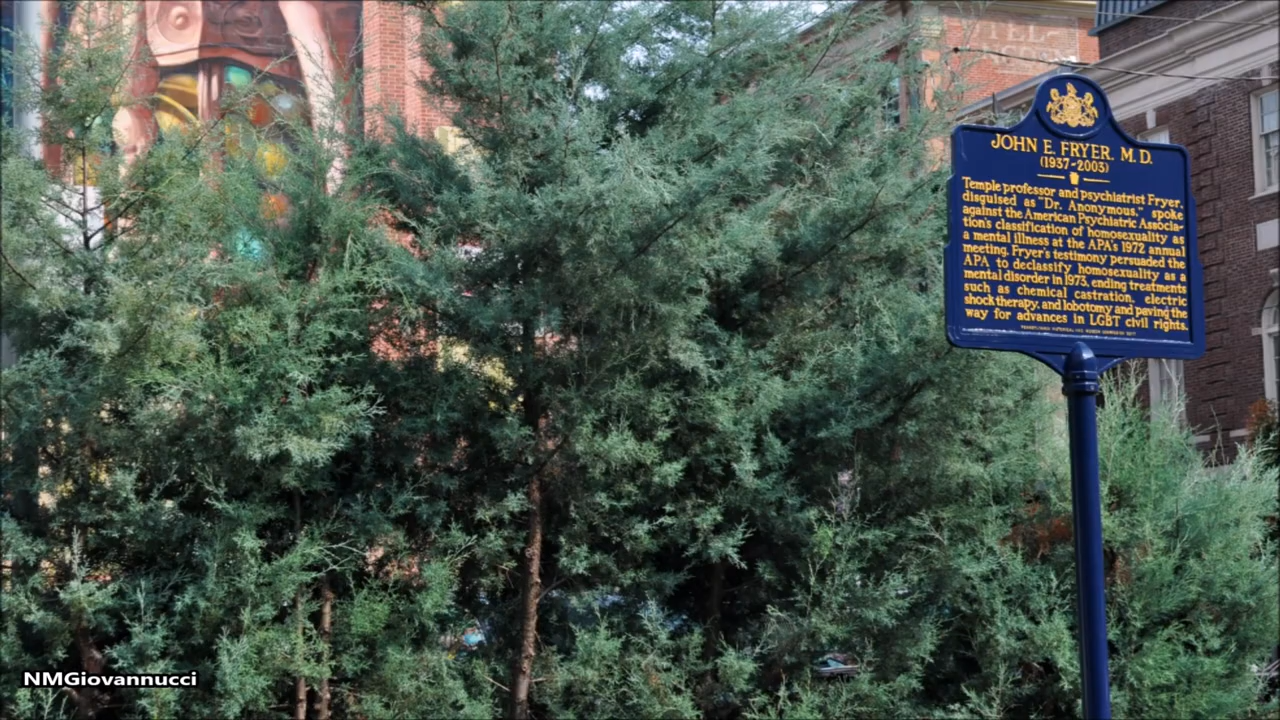 TEL-
JOHN E. FRYER, M.D.
(1937-2003)
Temple professor and psychiatrist Fryer,
disguised as "Dr. Anonymous," spoke
against the American Psychiatric Associa-
tion's classification of homosexuality as
a mental illness at the APA's 1972 annual
meeting. Fryer's testimony persuaded the
APA to declassify homosexuality as a
mental disorder in 1973, ending treatments
such as chemical castration, electric
shock therapy, and lobotomy and paving the
way for advances in LGBT civil rights.
NMGiovannucci